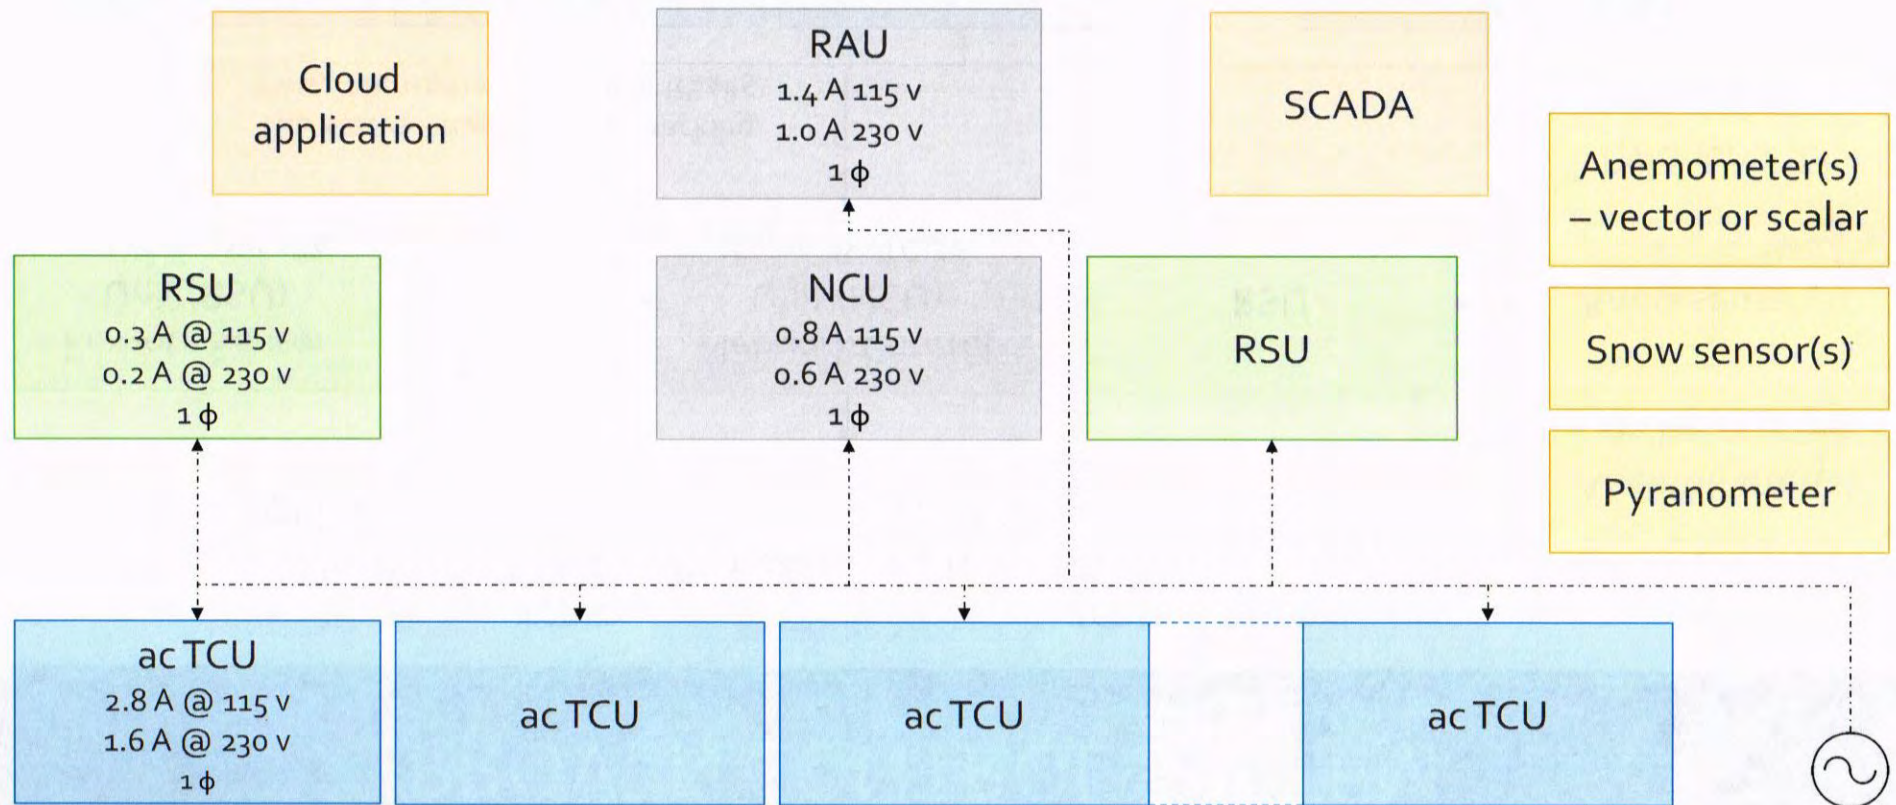 Cloud
application
RAU
1.4 A 115 v
1.0 A 230 v
1 ϕ
SCADA
Anemometer(s)
– vector or scalar
RSU
0.3 A @ 115 v
0.2 A @ 230 v
1 ϕ
NCU
0.8 A 115 v
0.6 A 230 v
1 ϕ
RSU
Snow sensor(s)
Pyranometer
ac TCU
2.8 A @ 115 v
1.6 A @ 230 v
1 ϕ
ac TCU
ac TCU
ac TCU